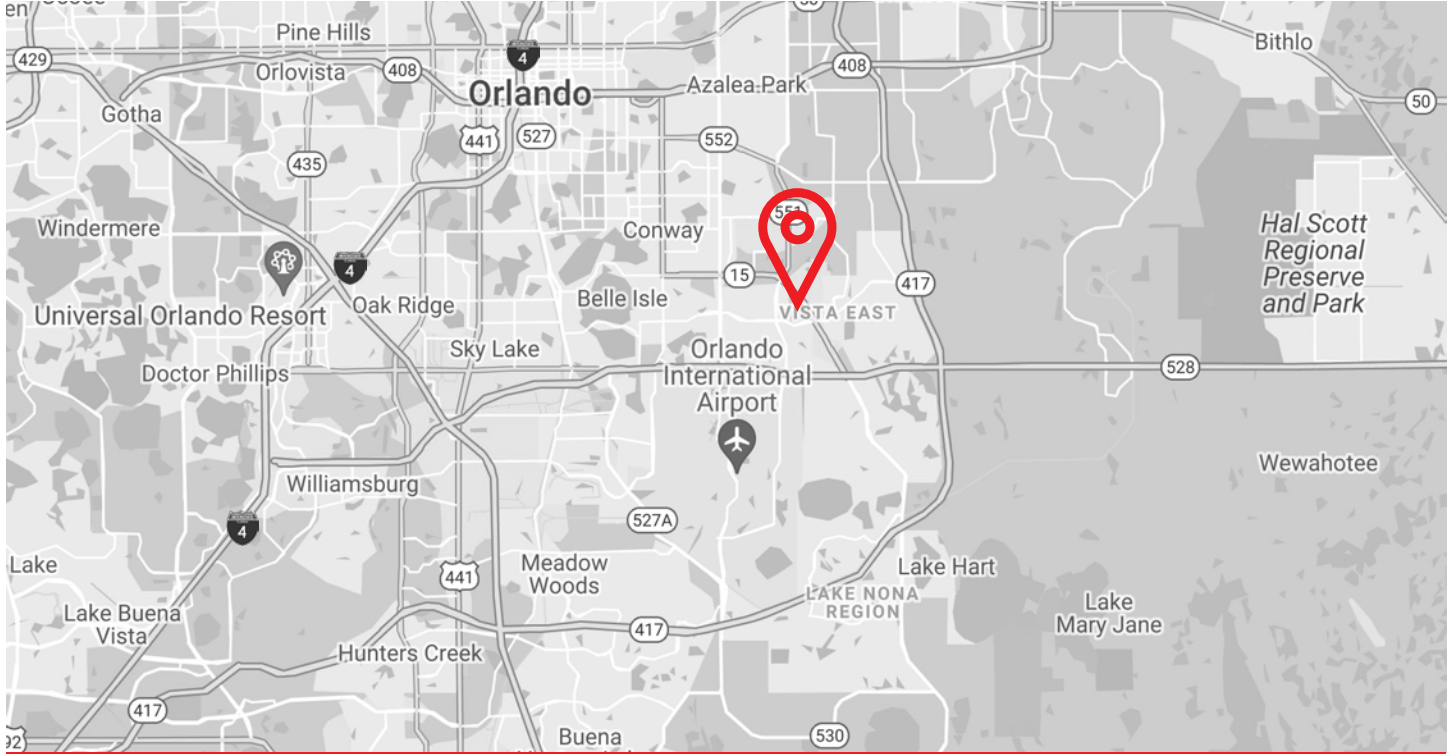 en
Pine Hills
Bithlo
429
4
408
Orlovista
408
Orlando
Azalea Park
50
Gotha
441
527
552
435
551
Windermere
Conway
Hal Scott
Regional
Preserve
and Park
4
15
417
Belle Isle
Oak Ridge
Universal Orlando Resort
VISTA EAST
Sky Lake
Orlando
International
Airport
528
Doctor Phillips
Wewahotee
Williamsburg
527A
4
Meadow
Woods
Lake
441
Lake Hart
LAKE NONA
REGION
Lake
Mary Jane
Lake Buena
Vista
417
Hunters Creek
417
530
Buena
92